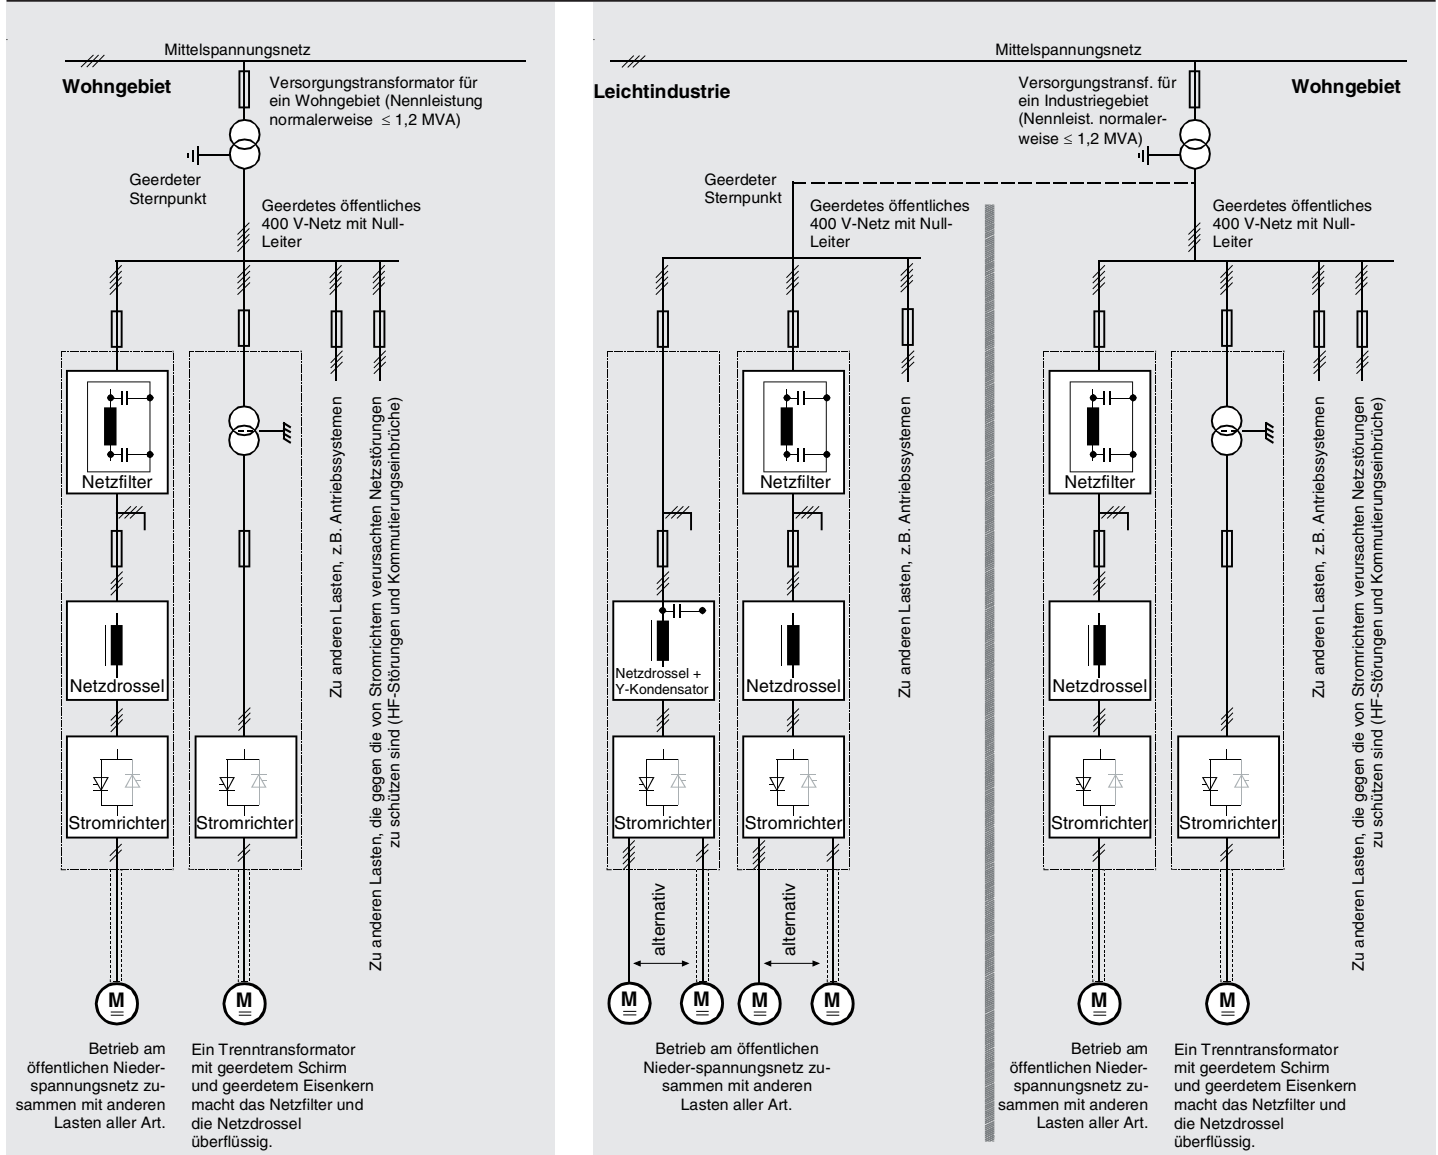 Mittelspannungsnetz
Wohngebiet
Versorgungstransformator für
ein Wohngebiet (Nennleistung
normalerweise ≤ 1,2 MVA)
Geerdeter
Sternpunkt
Geerdetes öffentliches
400 V-Netz mit Null-
Leiter
Netzfilter
Netzdrossel
Stromrichter
Stromrichter
Zu anderen Lasten, z.B. Antriebssystemen
Zu anderen Lasten, die gegen die von Stromrichtern verursachten Netzstörungen
zu schützen sind (HF-Störungen und Kommutierungseinbrüche)
M
M
Betrieb am
öffentlichen Nieder-
spannungsnetz zu-
sammen mit anderen
Lasten aller Art.
Ein Trenntransformator
mit geerdetem Schirm
und geerdetem Eisenkern
macht das Netzfilter und
die Netzdrossel
überflüssig.
Mittelspannungsnetz
Leichtindustrie
Versorgungstransf. für
ein Industriegebiet
(Nennleist. normaler-
weise ≤ 1,2 MVA)
Wohngebiet
Geerdeter
Sternpunkt
Geerdetes öffentliches
400 V-Netz mit Null-
Leiter
Netzfilter
Netzdrossel +
Y-Kondensator
Netzdrossel
Stromrichter
Stromrichter
Zu anderen Lasten, z.B. Antriebssystemen
alternativ
alternativ
M
M
M
M
Betrieb am öffentlichen
Nieder-spannungsnetz zu-
sammen mit anderen
Lasten aller Art.
Geerdetes öffentliches
400 V-Netz mit Null-
Leiter
Netzfilter
Netzdrossel
Stromrichter
Stromrichter
Zu anderen Lasten, z.B. Antriebssystemen
Zu anderen Lasten, die gegen die von Stromrichtern verursachten Netzstörungen
zu schützen sind (HF-Störungen und Kommutierungseinbrüche)
M
M
Betrieb am
öffentlichen Nieder-
spannungsnetz zu-
sammen mit anderen
Lasten aller Art.
Ein Trenntransformator
mit geerdetem Schirm
und geerdetem Eisenkern
macht das Netzfilter und
die Netzdrossel
überflüssig.